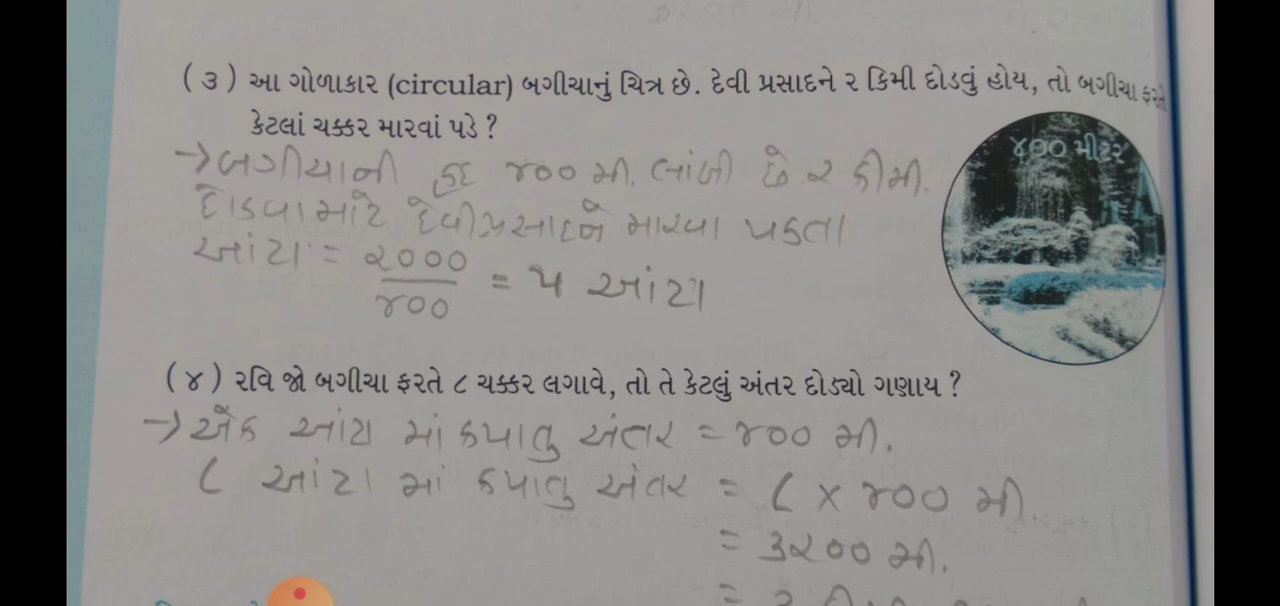 (૩) આ ગોળાકાર (circular) બગીચાનું ચિત્ર છે. દેવી પ્રસાદને ૨ કિમી દોડવું હોય, તો બગીચા ફરતે
કેટલાં ચક્કર મારવાં પડે ?
૪૦૦ મીટર
→ બગીચાની હદ ૪૦૦ મી. લાંબી છે. ૨ કીમી.
દોડવા માટે દેવીપ્રસાદને મારવા પડતા
આંટા = ૨૦૦૦/૪૦૦ = ૫ આંટા
(૪) રવિ જો બગીચા ફરતે ૮ ચક્કર લગાવે, તો તે કેટલું અંતર દોડ્યો ગણાય ?
→ એક આંટા માં કપાતુ અંતર = ૪૦૦ મી.
૮ આંટા માં કપાતુ અંતર = ૮ × ૪૦૦ મી.
= ૩૨૦૦ મી.
= ૩